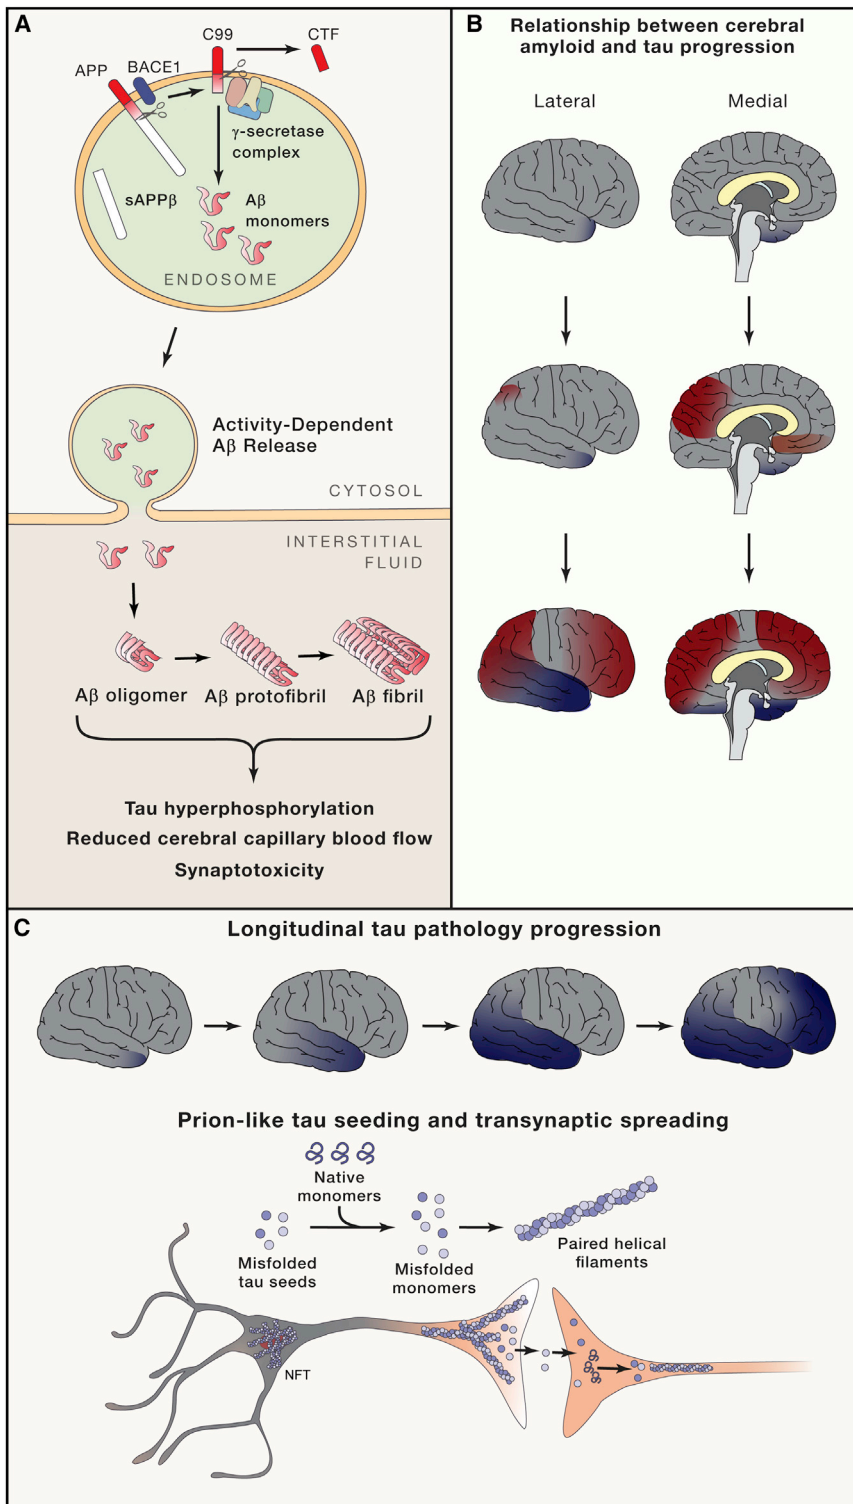 A
C99
CTF
APP
BACE1
γ-secretase
complex
sAPPβ
Aβ
monomers
ENDOSOME
Activity-Dependent
Aβ Release
CYTOSOL
INTERSTITIAL
FLUID
Aβ oligomer
Aβ protofibril
Aβ fibril
Tau hyperphosphorylation
Reduced cerebral capillary blood flow
Synaptotoxicity
B
Relationship between cerebral
amyloid and tau progression
Lateral
Medial
C
Longitudinal tau pathology progression
Prion-like tau seeding and transynaptic spreading
Native
monomers
Misfolded
tau seeds
Misfolded
monomers
Paired helical
filaments
NFT